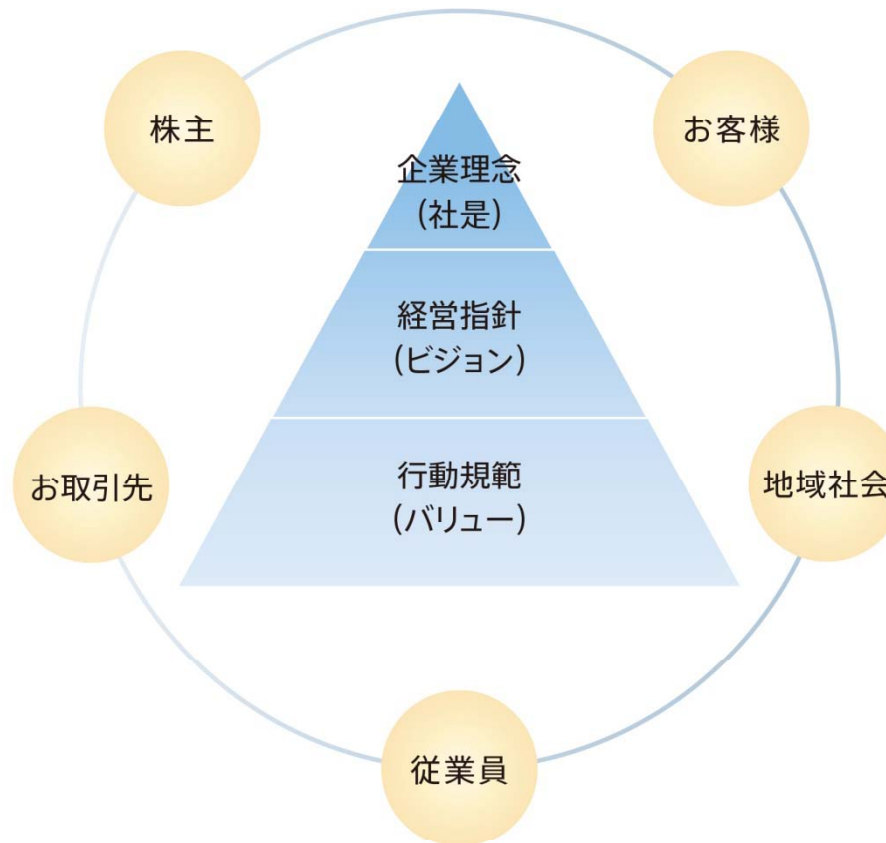 株主
お客様
企業理念
(社是)
経営指針
(ビジョン)
行動規範
(バリュー)
お取引先
地域社会
従業員